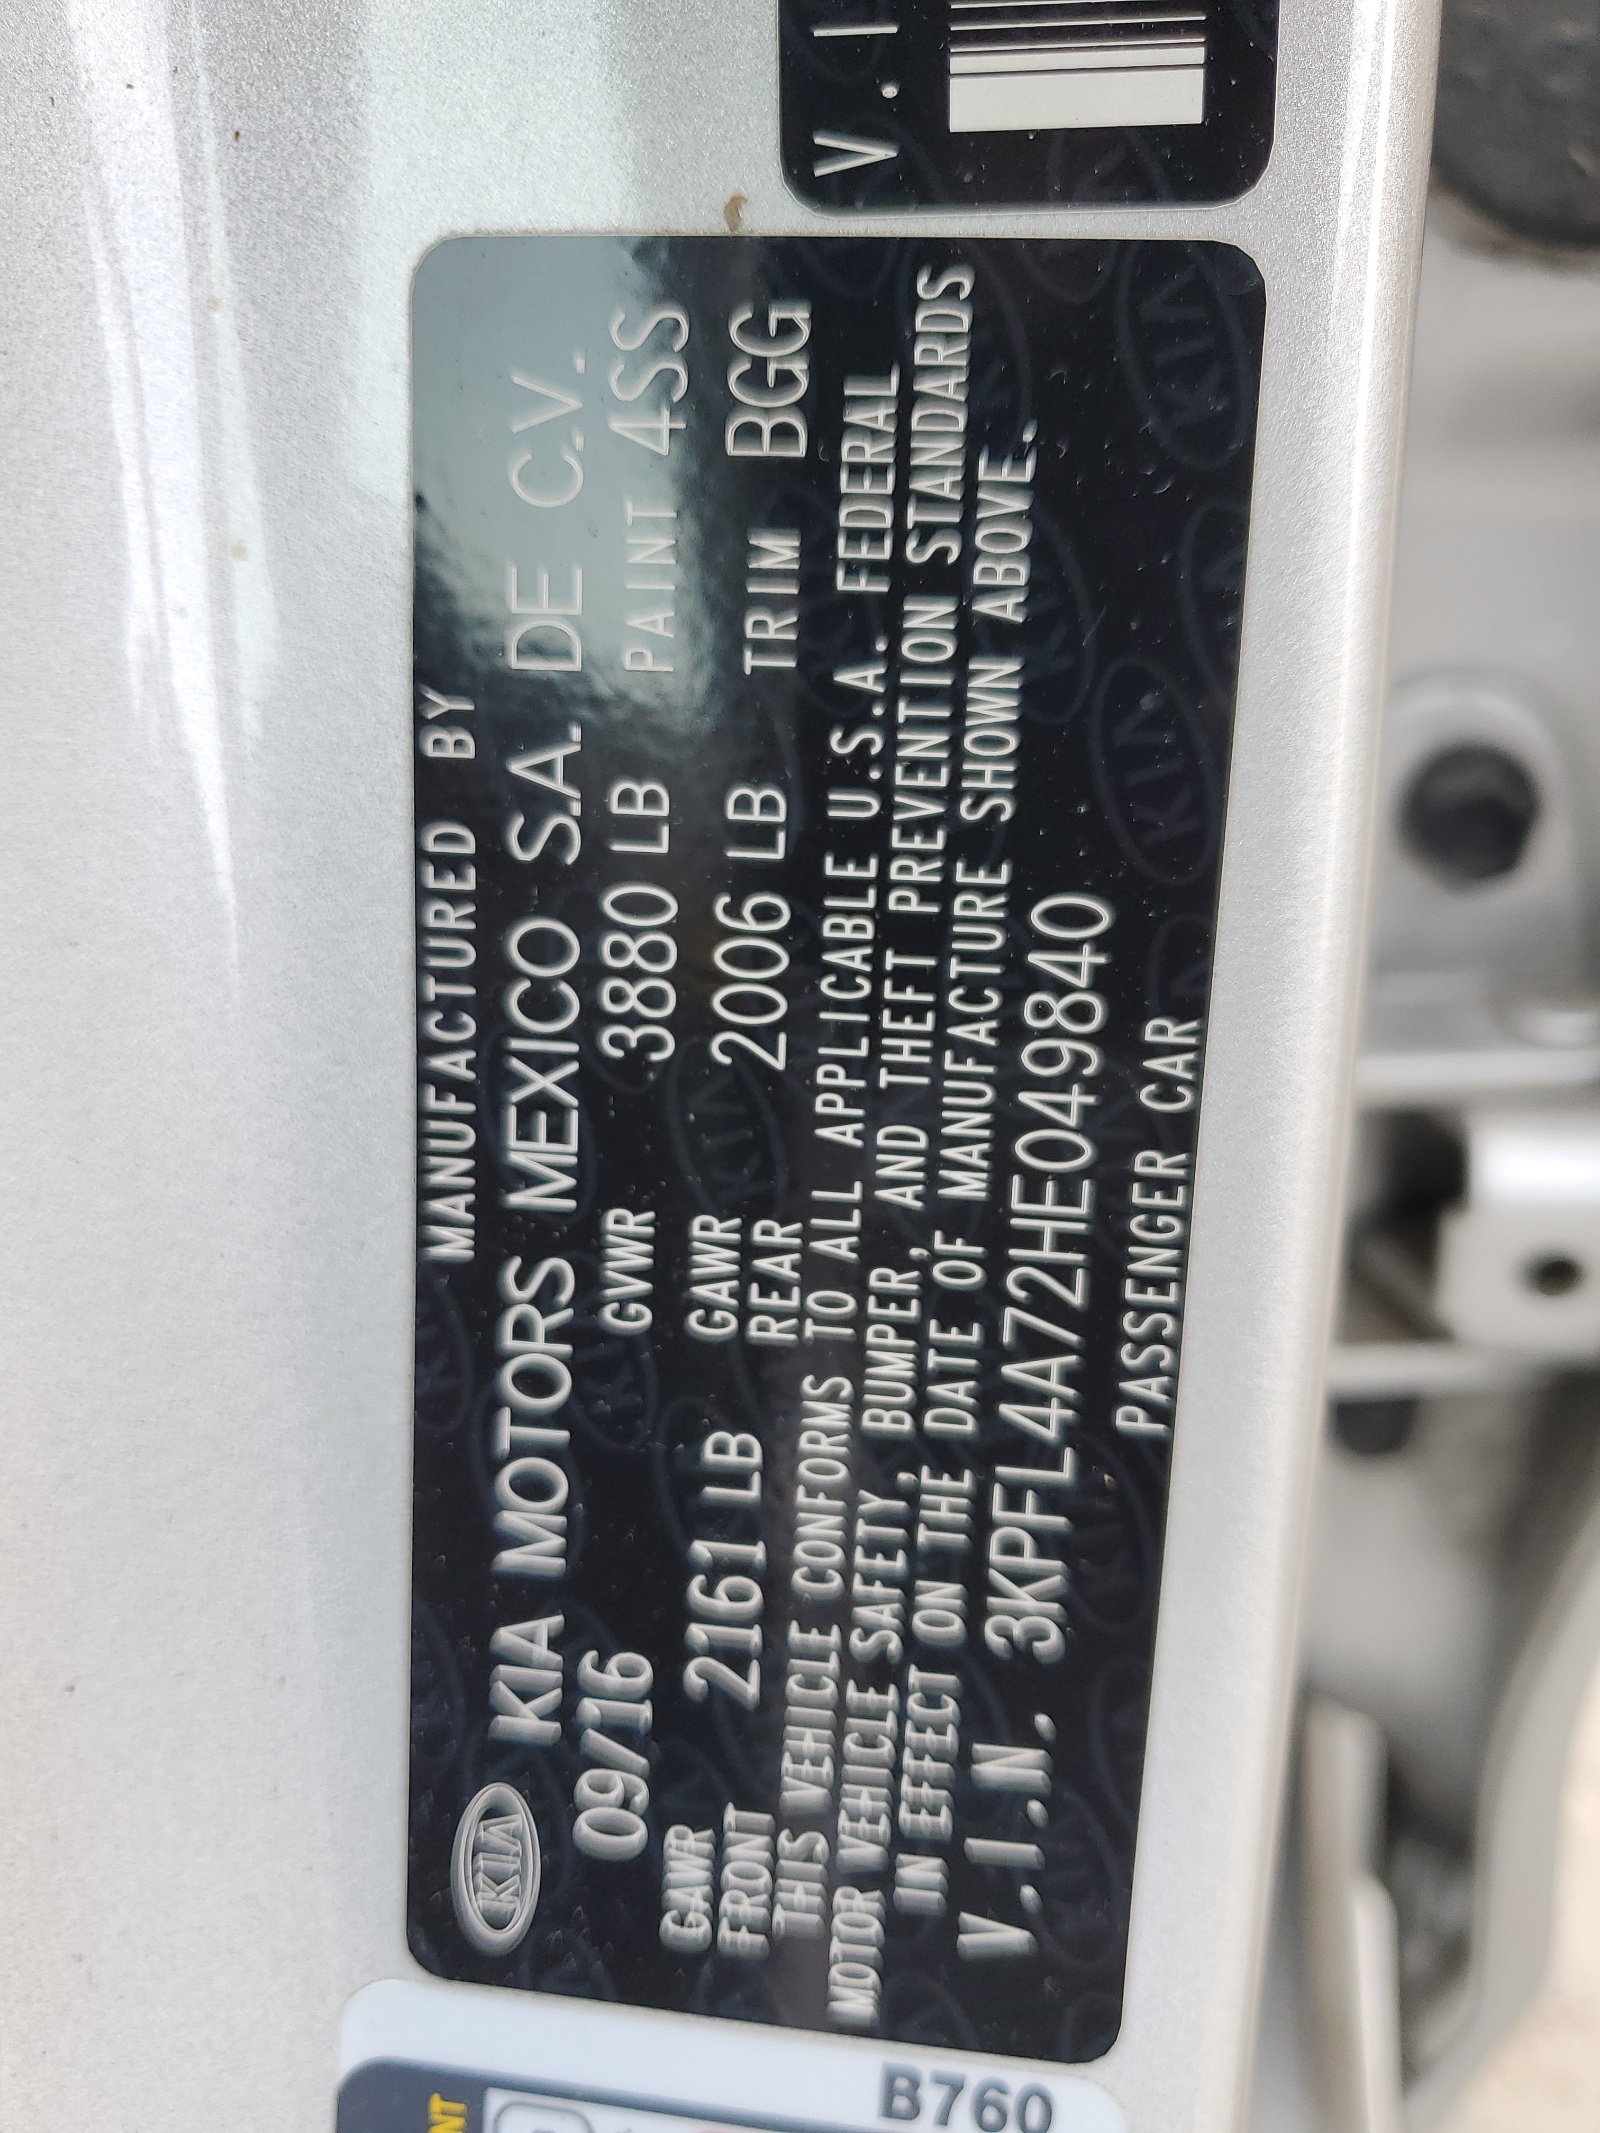 MANUFACTURED BY
KIA KIA MOTORS MEXICO S.A. DE C.V.
09/16 GVWR 3880 LB PAINT 4SS
GAWR FRONT 2161 LB GAWR REAR 2006 LB TRIM BGG
THIS VEHICLE CONFORMS TO ALL APPLICABLE U.S.A. FEDERAL
MOTOR VEHICLE SAFETY, BUMPER, AND THEFT PREVENTION STANDARDS
IN EFFECT ON THE DATE OF MANUFACTURE SHOWN ABOVE.
V.I.N. 3KPFL4A72HE049840
PASSENGER CAR
V.I
B760
NT